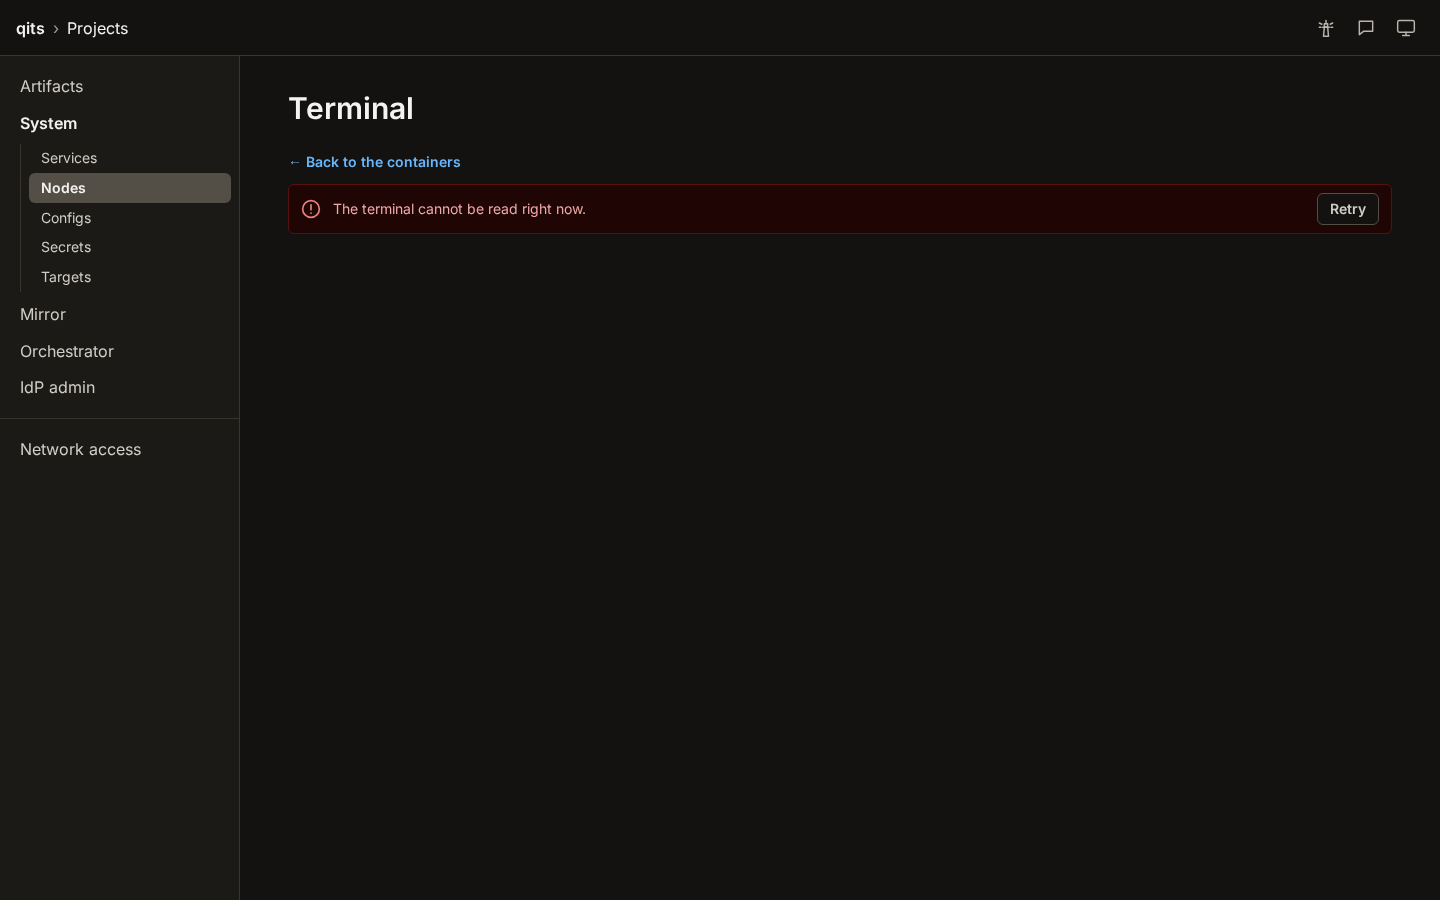 qits › Projects
Artifacts
System
Services
Nodes
Configs
Secrets
Targets
Mirror
Orchestrator
IdP admin
Network access
Terminal
← Back to the containers
The terminal cannot be read right now.
Retry